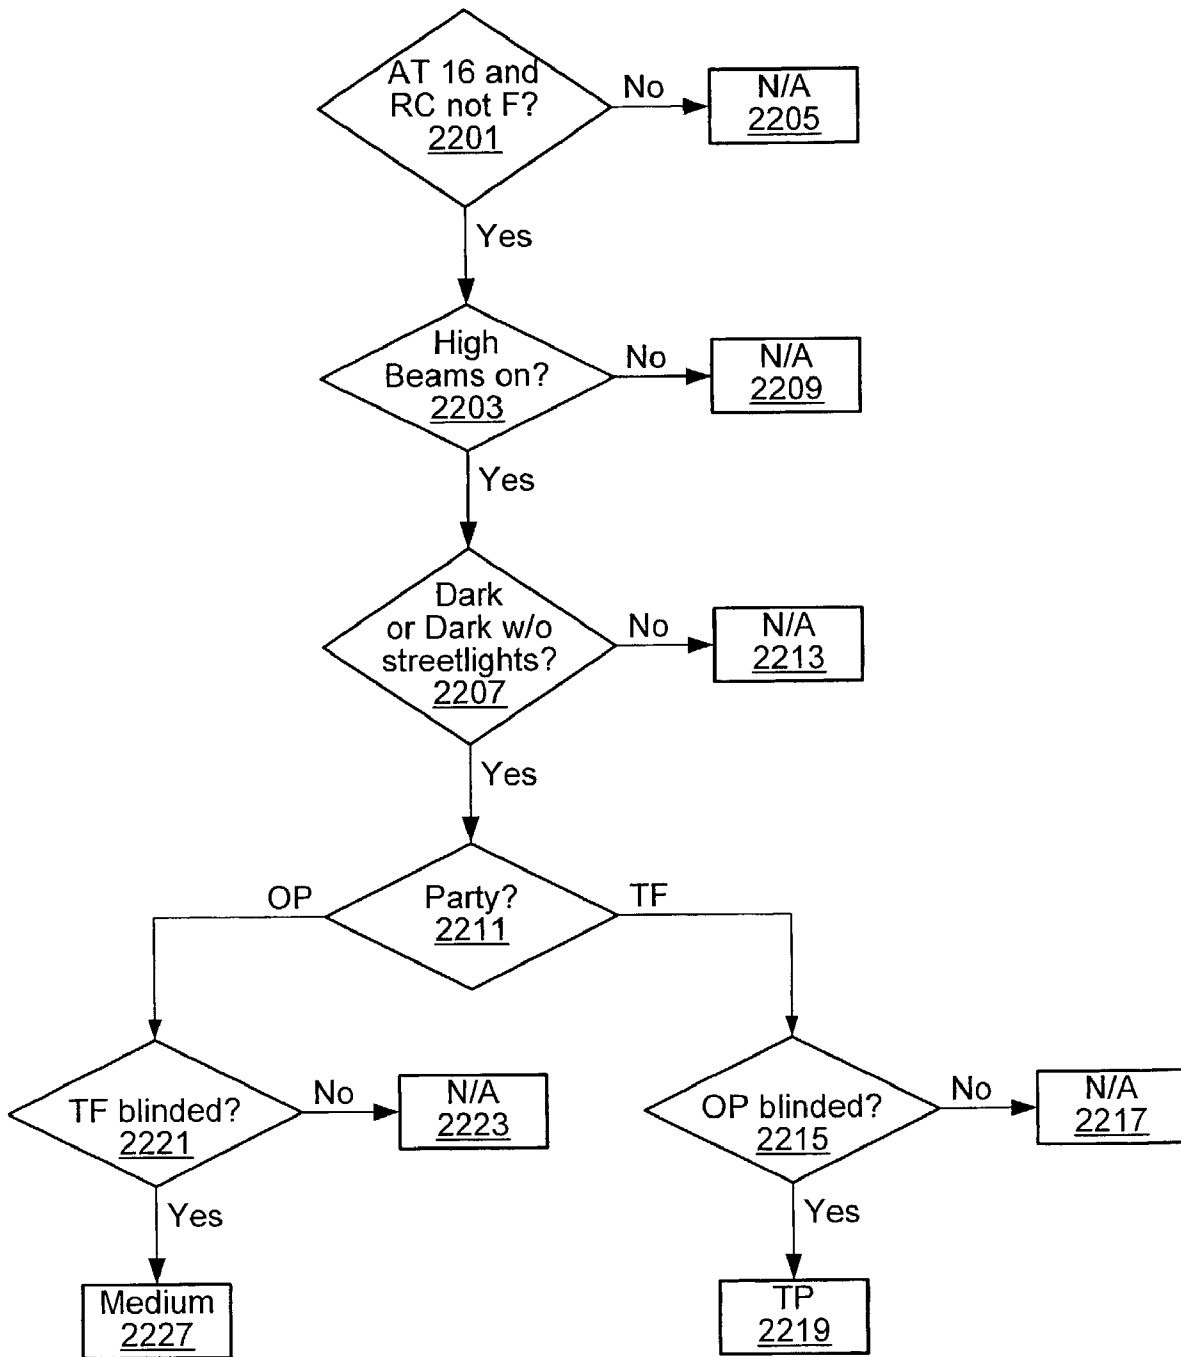 AT 16 and
RC not F?
2201
No
N/A
2205
Yes
High
Beams on?
2203
No
N/A
2209
Yes
Dark
or Dark w/o
streetlights?
2207
No
N/A
2213
Yes
Party?
2211
OP
TF
TF blinded?
2221
No
N/A
2223
OP blinded?
2215
No
N/A
2217
Yes
Yes
Medium
2227
TP
2219